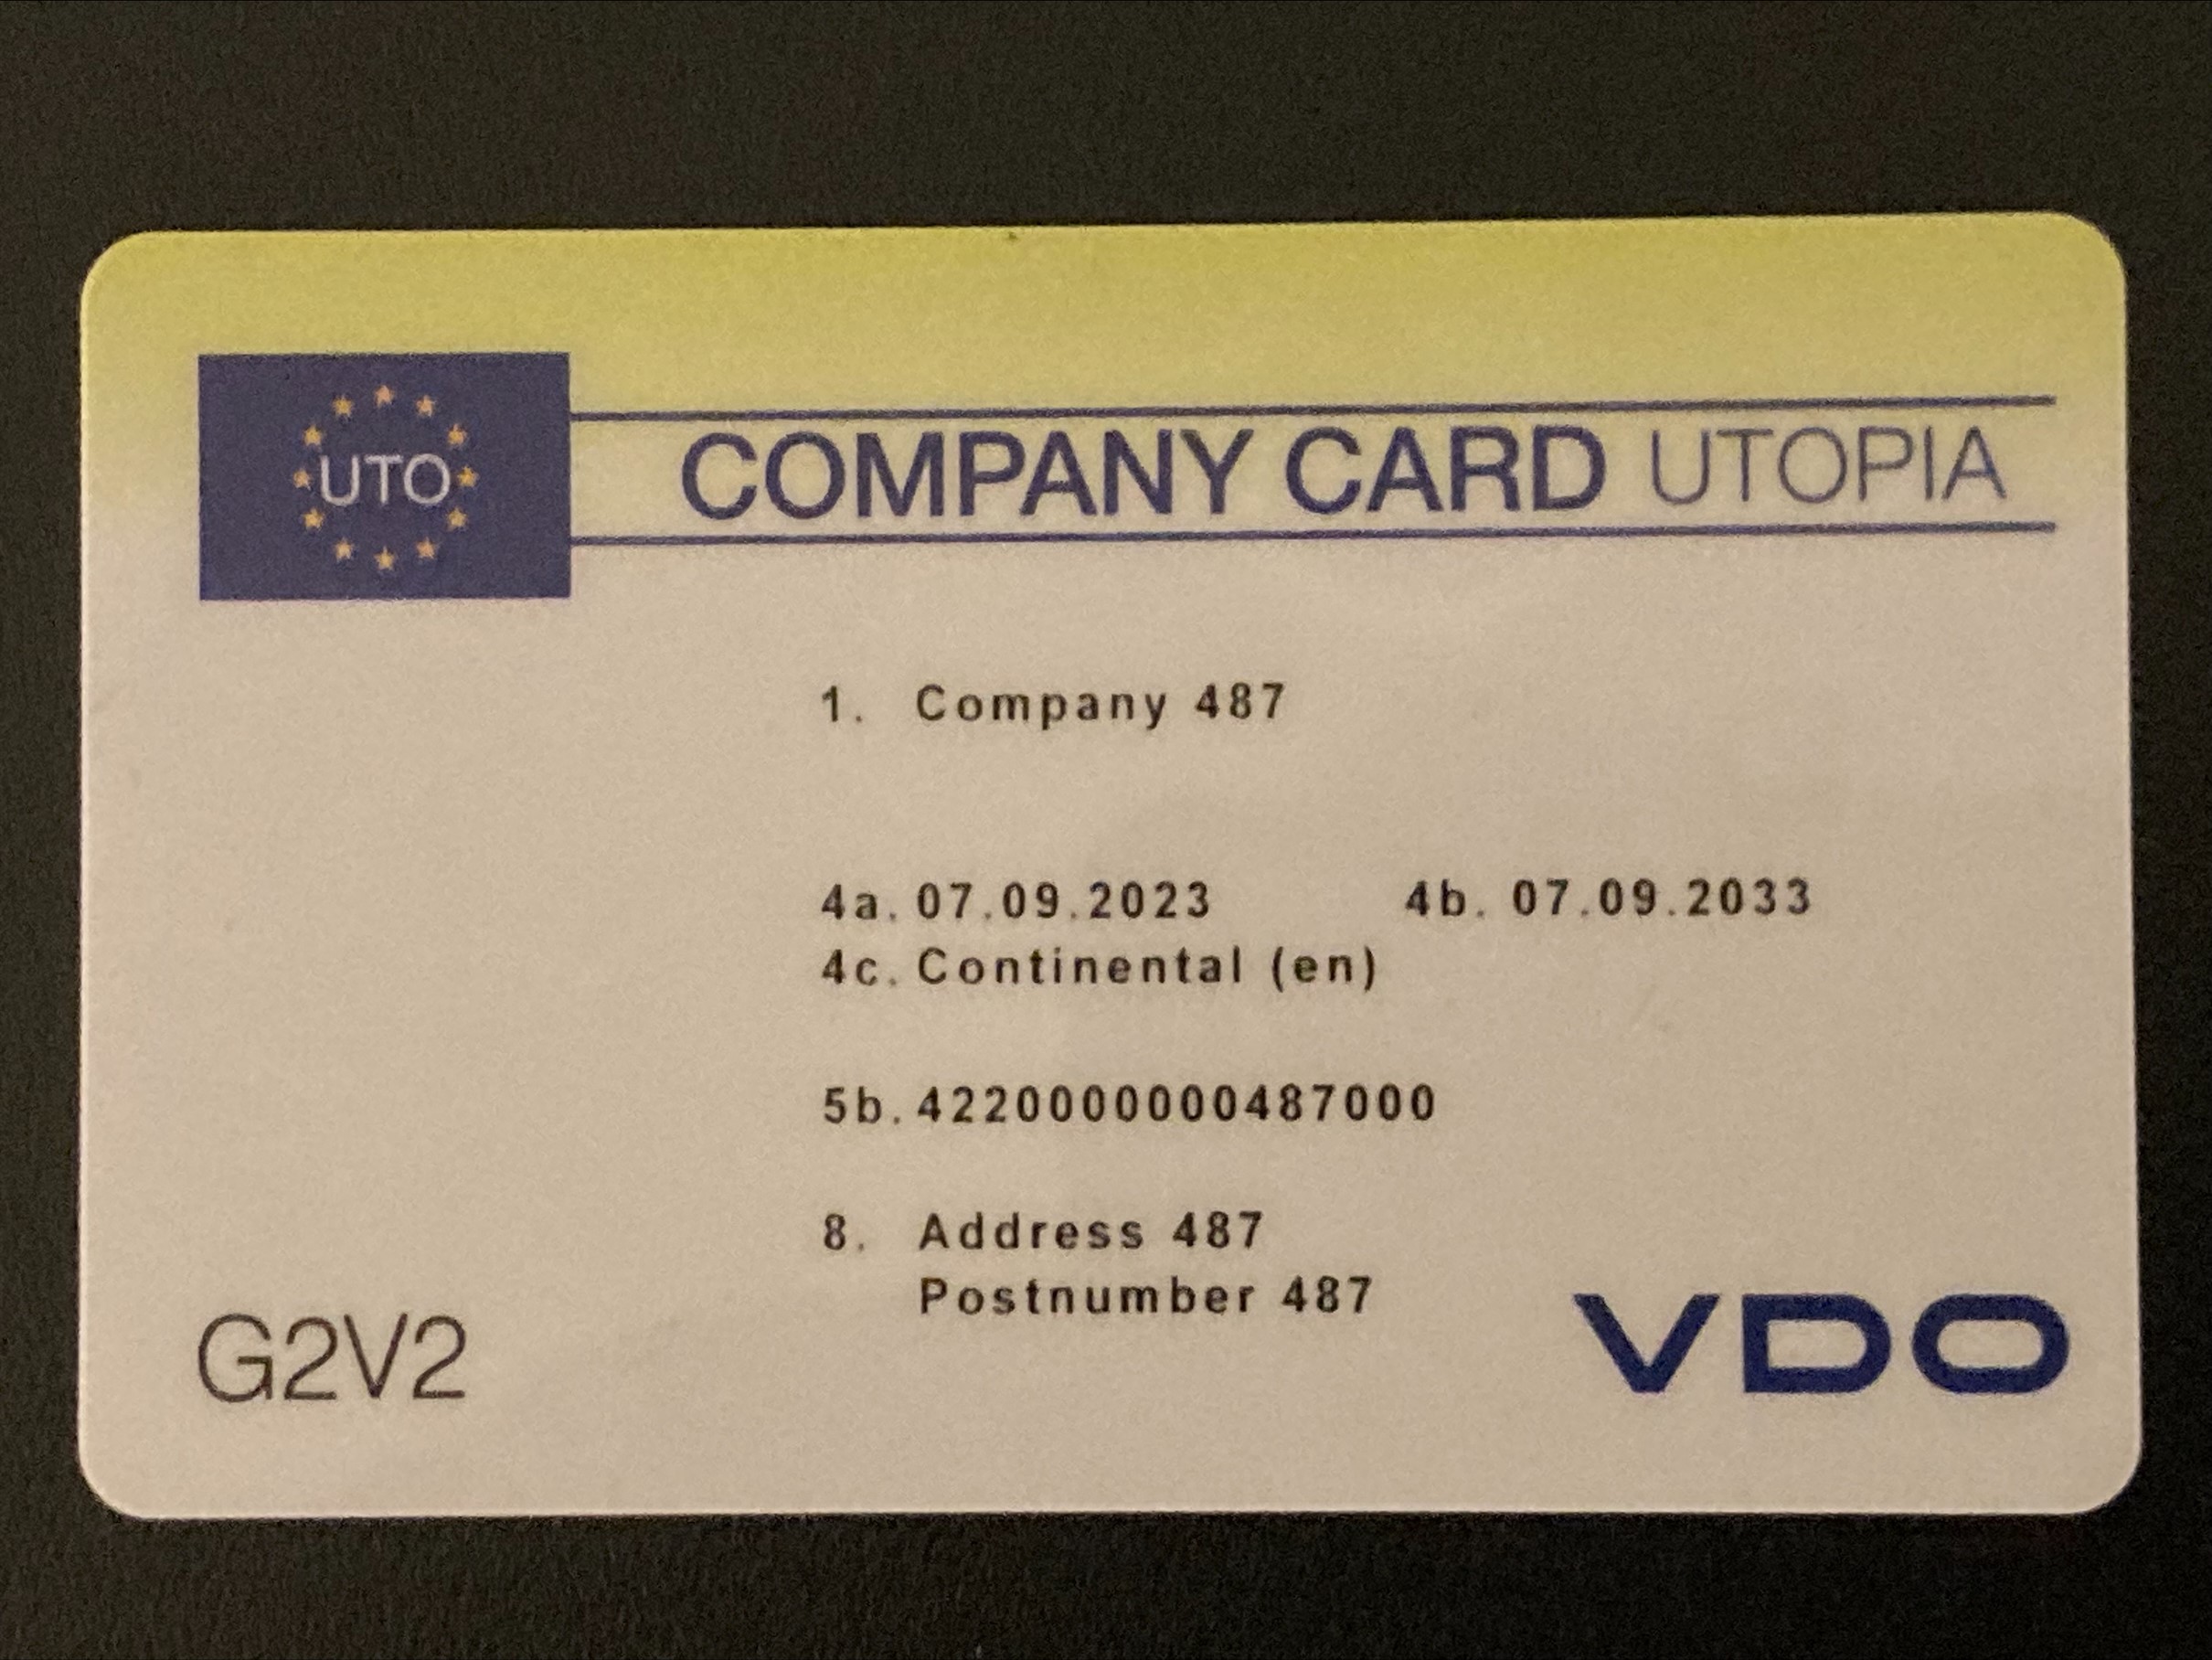 UTO
COMPANY CARD UTOPIA
1. Company 487
4a. 07.09.2023 4b. 07.09.2033
4c. Continental (en)
5b. 4220000000487000
8. Address 487
Postnumber 487
G2V2
VDO